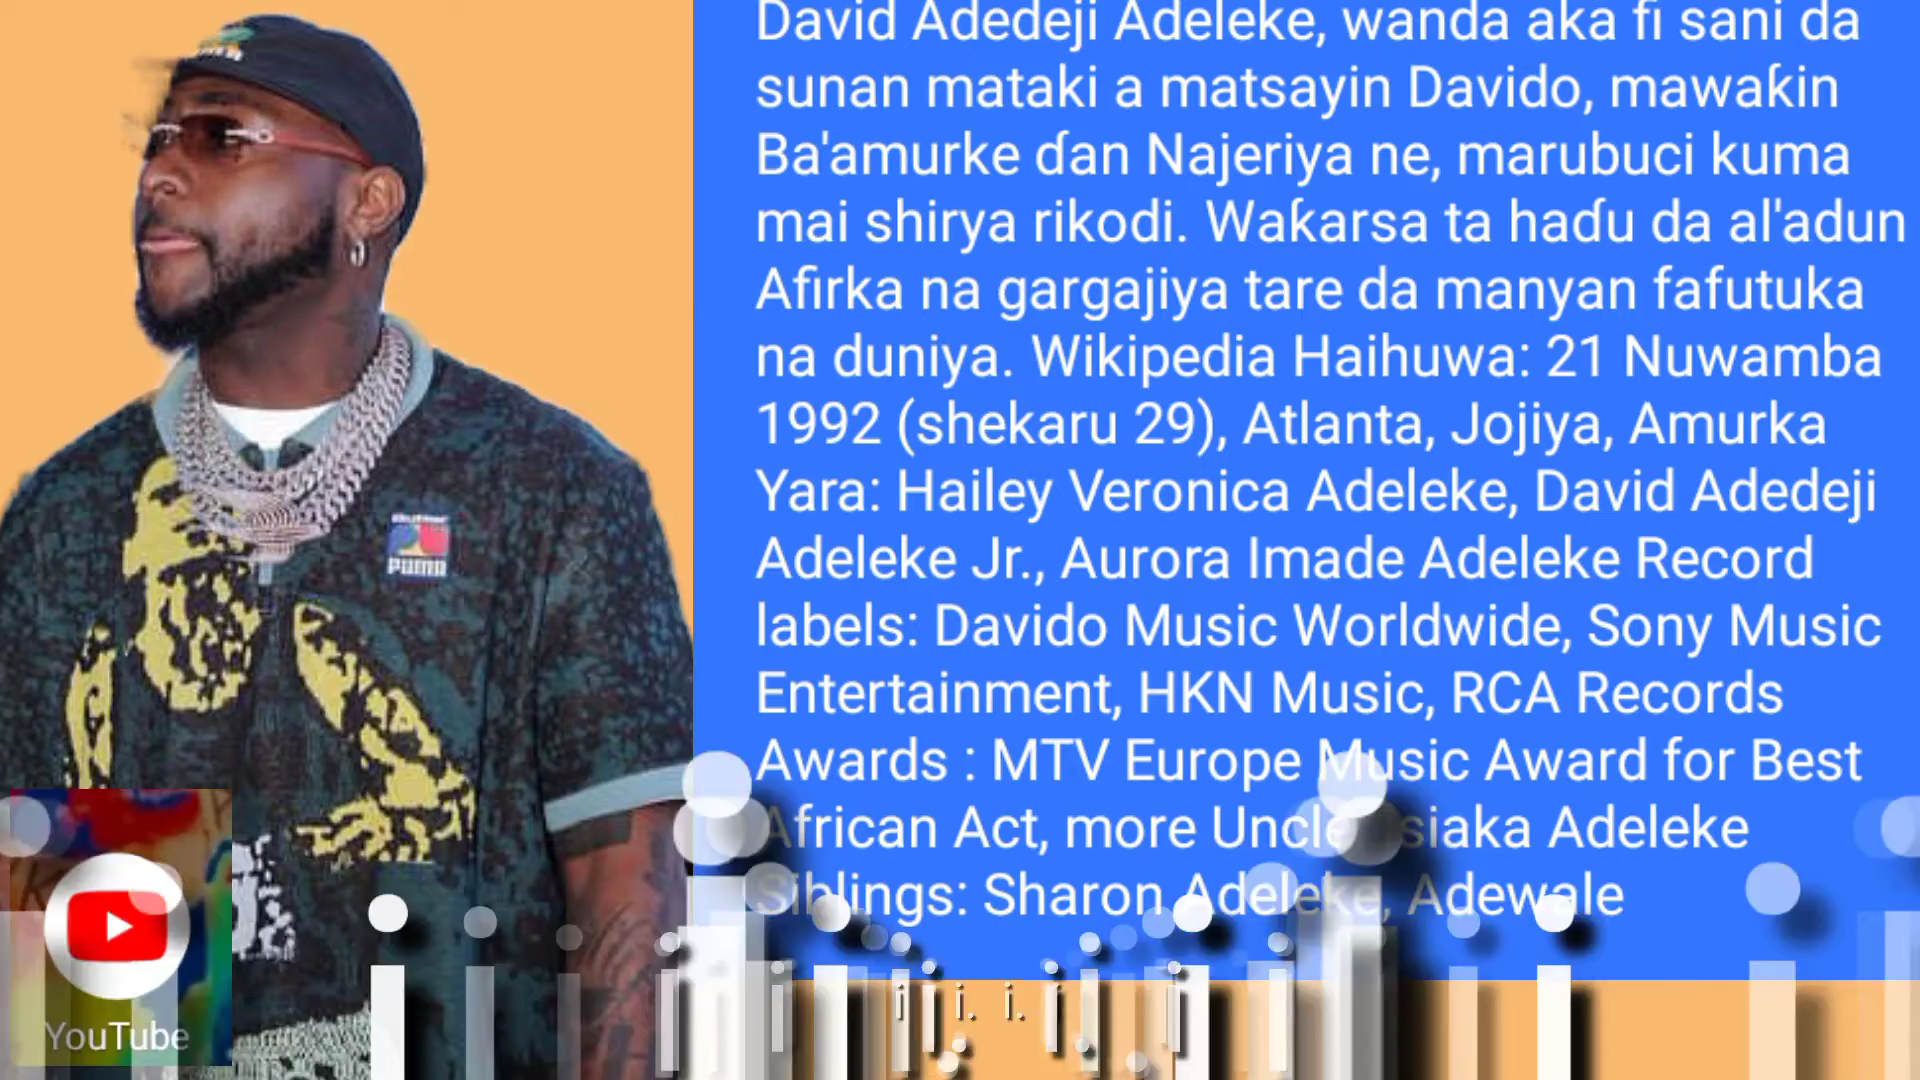 David Adedeji Adeleke, wanda aka fi sani da
sunan mataki a matsayin Davido, mawaƙin
Ba'amurke ɗan Najeriya ne, marubuci kuma
mai shirya rikodi. Waƙarsa ta haɗu da al'adun
Afirka na gargajiya tare da manyan fafutuka
na duniya. Wikipedia Haihuwa: 21 Nuwamba
1992 (shekaru 29), Atlanta, Jojiya, Amurka
Yara: Hailey Veronica Adeleke, David Adedeji
Adeleke Jr., Aurora Imade Adeleke Record
labels: Davido Music Worldwide, Sony Music
Entertainment, HKN Music, RCA Records
Awards : MTV Europe Music Award for Best
African Act, more Uncle Isiaka Adeleke
Siblings: Sharon Adeleke, Adewale
PUMA
YouTube
i. i.